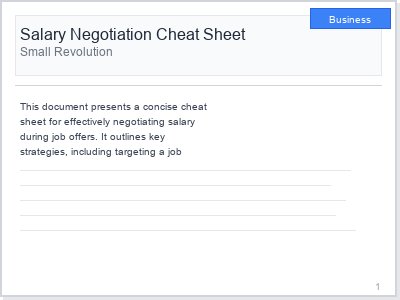 Business
Salary Negotiation Cheat Sheet
Small Revolution
This document presents a concise cheat
sheet for effectively negotiating salary
during job offers. It outlines key
strategies, including targeting a job
1